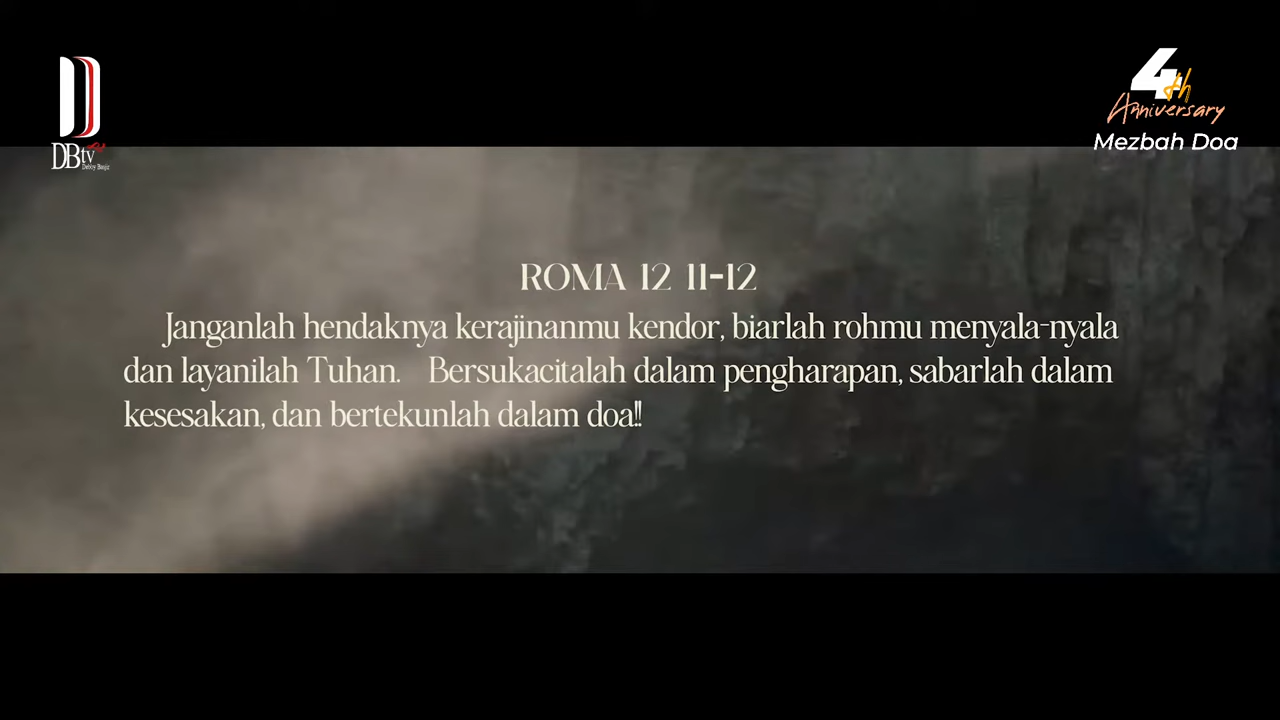 DBtv
4th
Anniversary
Mezbah Doa
ROMA 12 11-12
Janganlah hendaknya kerajinanmu kendor, biarlah rohmu menyala-nyala
dan layanilah Tuhan. Bersukacitalah dalam pengharapan, sabarlah dalam
kesesakan, dan bertekunlah dalam doa!!